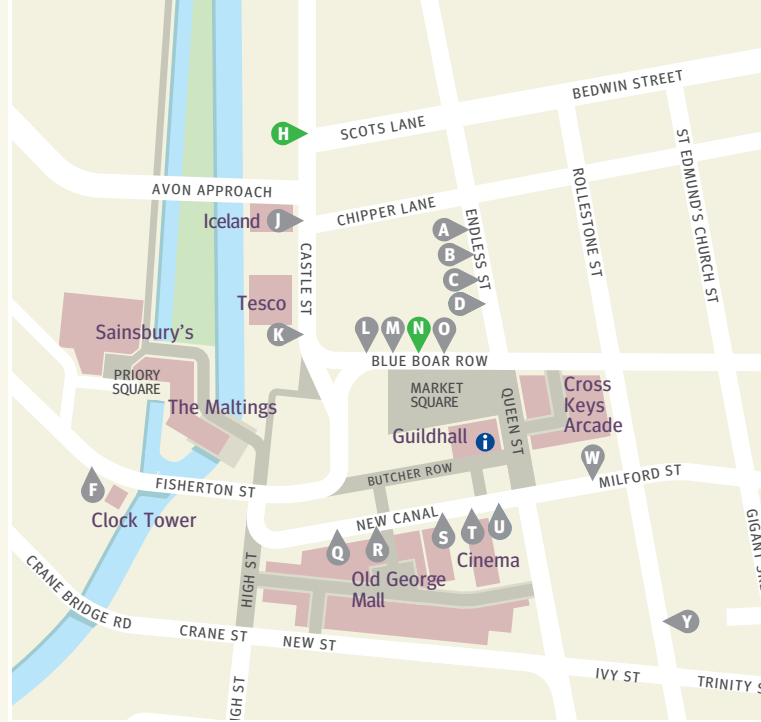 BEDWIN STREET
H
SCOTS LANE
ST EDMUND'S CHURCH ST
AVON APPROACH
ROLLESTONE ST
Iceland
J
CHIPPER LANE
ENDLESS ST
A
B
C
D
CASTLE ST
Tesco
K
L
M
N
O
Sainsbury's
BLUE BOAR ROW
PRIORY
SQUARE
MARKET
SQUARE
QUEEN ST
Cross
Keys
Arcade
The Maltings
Guildhall
i
W
BUTCHER ROW
MILFORD ST
F
FISHERTON ST
Clock Tower
NEW CANAL
Q
R
S
T
U
Cinema
HIGH ST
Old George
Mall
CRANE BRIDGE RD
CRANE ST
NEW ST
Y
IVY ST
TRINITY S
IGH ST